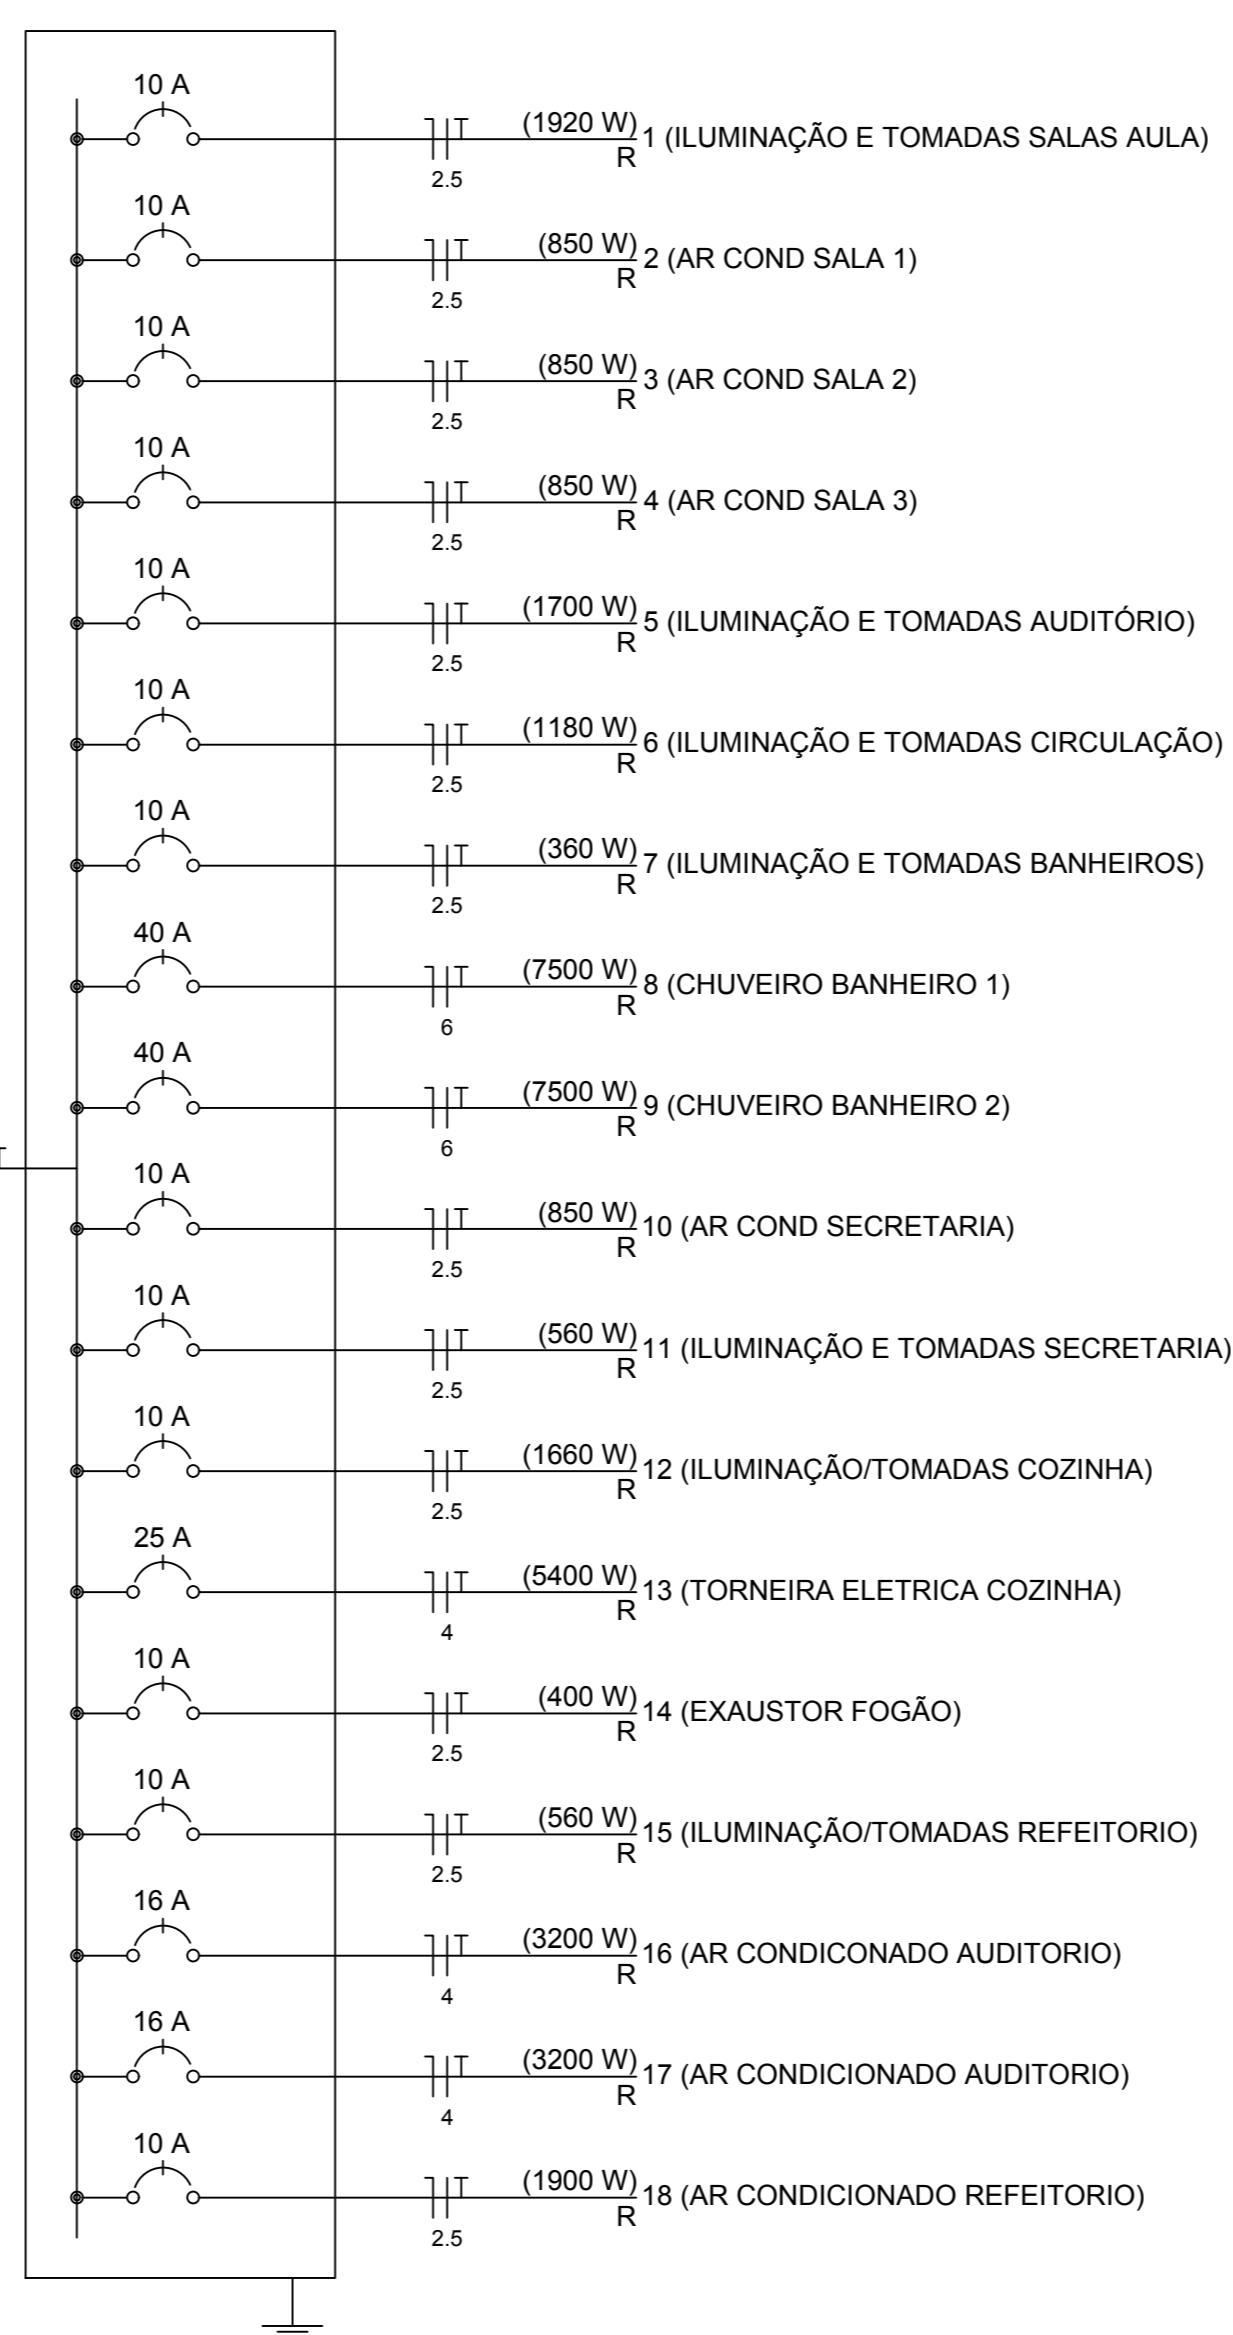 10 A
(1920 W) 1 (ILUMINAÇÃO E TOMADAS SALAS AULA)
R
2.5
10 A
(850 W) 2 (AR COND SALA 1)
R
2.5
10 A
(850 W) 3 (AR COND SALA 2)
R
2.5
10 A
(850 W) 4 (AR COND SALA 3)
R
2.5
10 A
(1700 W) 5 (ILUMINAÇÃO E TOMADAS AUDITÓRIO)
R
2.5
10 A
(1180 W) 6 (ILUMINAÇÃO E TOMADAS CIRCULAÇÃO)
R
2.5
10 A
(360 W) 7 (ILUMINAÇÃO E TOMADAS BANHEIROS)
R
2.5
40 A
(7500 W) 8 (CHUVEIRO BANHEIRO 1)
R
6
40 A
(7500 W) 9 (CHUVEIRO BANHEIRO 2)
R
6
10 A
(850 W) 10 (AR COND SECRETARIA)
R
2.5
10 A
(560 W) 11 (ILUMINAÇÃO E TOMADAS SECRETARIA)
R
2.5
10 A
(1660 W) 12 (ILUMINAÇÃO/TOMADAS COZINHA)
R
2.5
25 A
(5400 W) 13 (TORNEIRA ELETRICA COZINHA)
R
4
10 A
(400 W) 14 (EXAUSTOR FOGÃO)
R
2.5
10 A
(560 W) 15 (ILUMINAÇÃO/TOMADAS REFEITORIO)
R
2.5
16 A
(3200 W) 16 (AR CONDICONADO AUDITORIO)
R
4
16 A
(3200 W) 17 (AR CONDICIONADO AUDITORIO)
R
4
10 A
(1900 W) 18 (AR CONDICIONADO REFEITORIO)
R
2.5